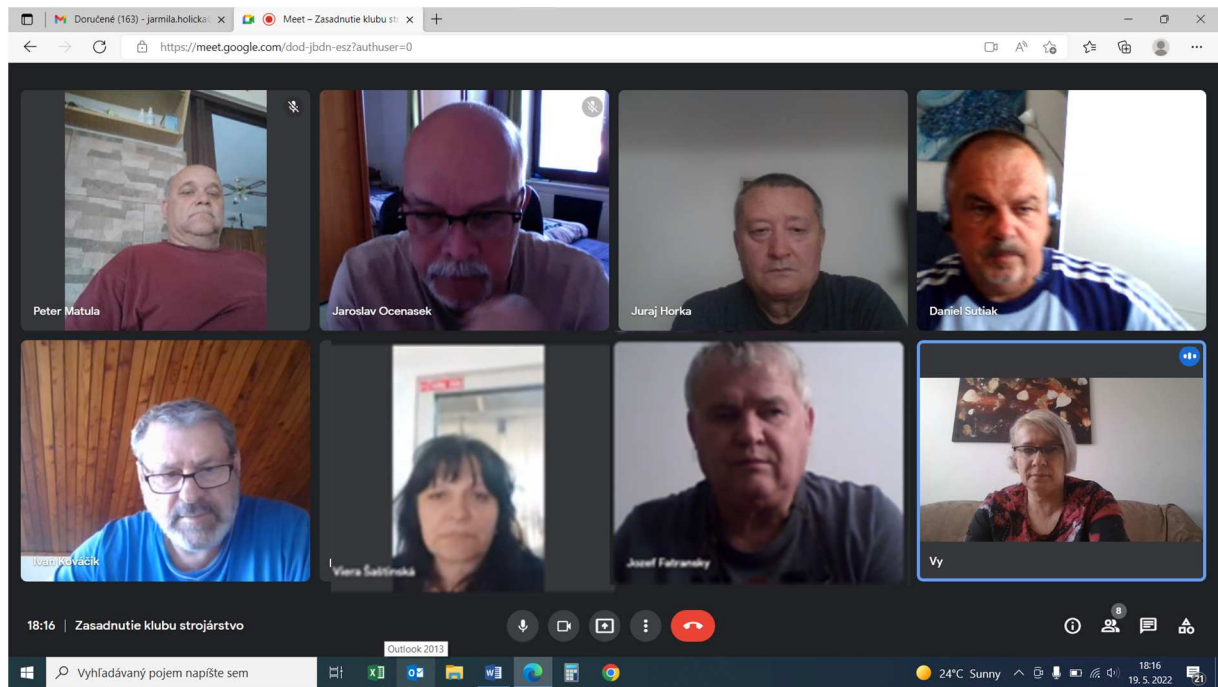 Doručené (163) - jarmila.holicka
Meet – Zasadnutie klubu st
https://meet.google.com/dod-jbdn-esz?authuser=0
Peter Matula
Jaroslav Ocenasek
Juraj Horka
Daniel Sutiak
Ivan Kováčik
Viera Šaštínská
Jozef Fatransky
Vy
18:16 | Zasadnutie klubu strojárstvo
8
Outlook 2013
Vyhľadávaný pojem napíšte sem
24°C Sunny
18:16
19. 5. 2022
21